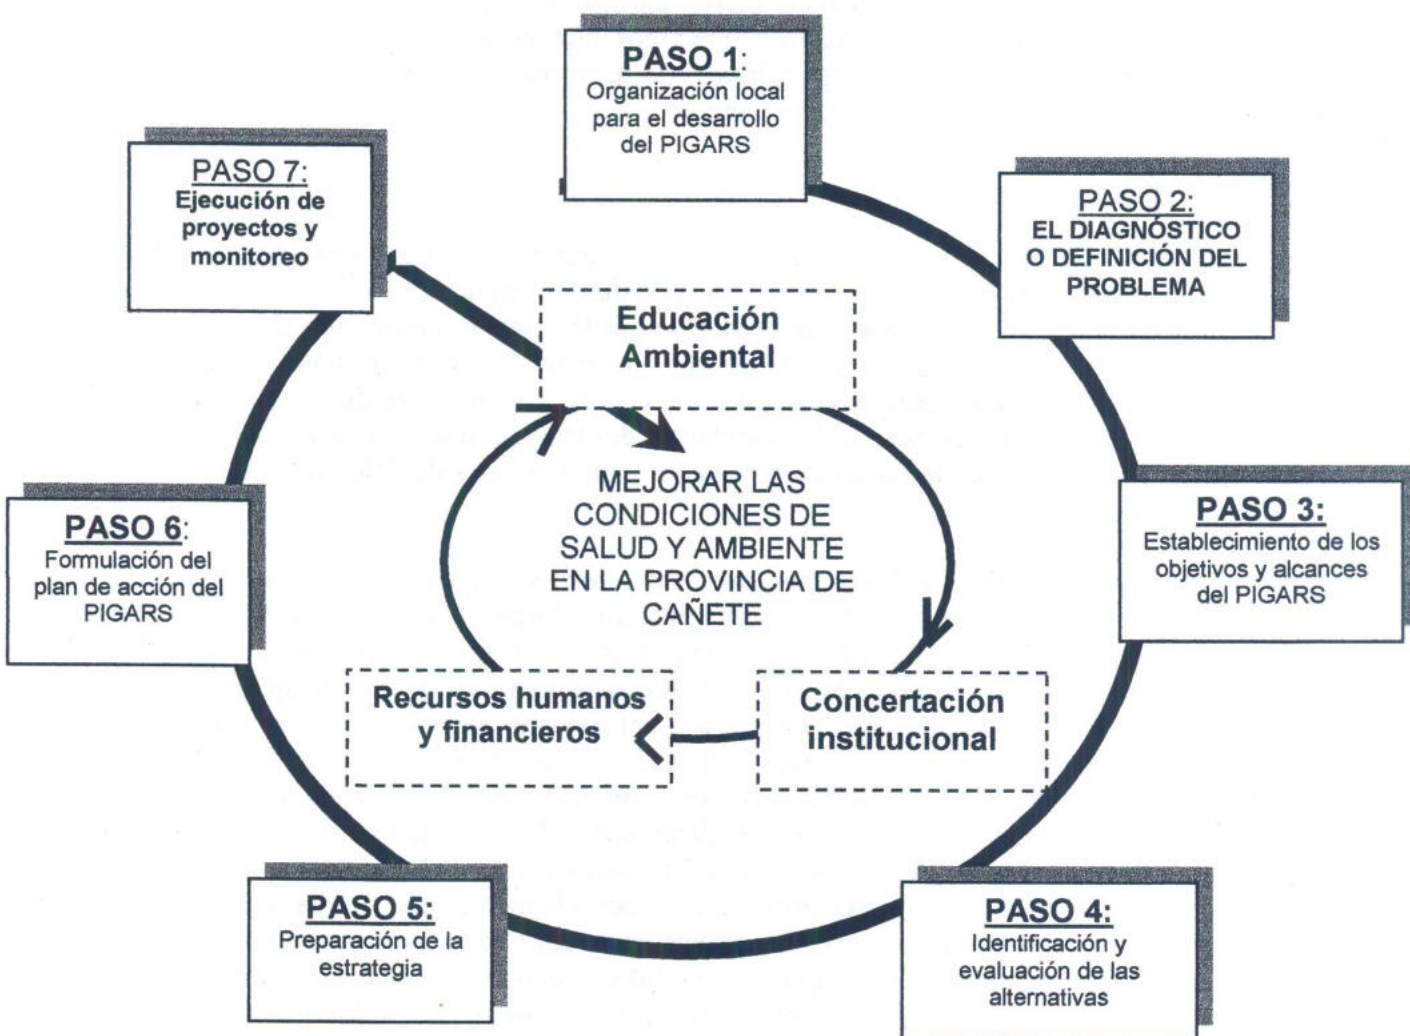 PASO 1:
Organización local
para el desarrollo
del PIGARS
PASO 2:
EL DIAGNÓSTICO
O DEFINICIÓN DEL
PROBLEMA
PASO 3:
Establecimiento de los
objetivos y alcances
del PIGARS
PASO 4:
Identificación y
evaluación de las
alternativas
PASO 5:
Preparación de la
estrategia
PASO 6:
Formulación del
plan de acción del
PIGARS
PASO 7:
Ejecución de
proyectos y
monitoreo
Educación
Ambiental
MEJORAR LAS
CONDICIONES DE
SALUD Y AMBIENTE
EN LA PROVINCIA DE
CAÑETE
Concertación
institucional
Recursos humanos
y financieros